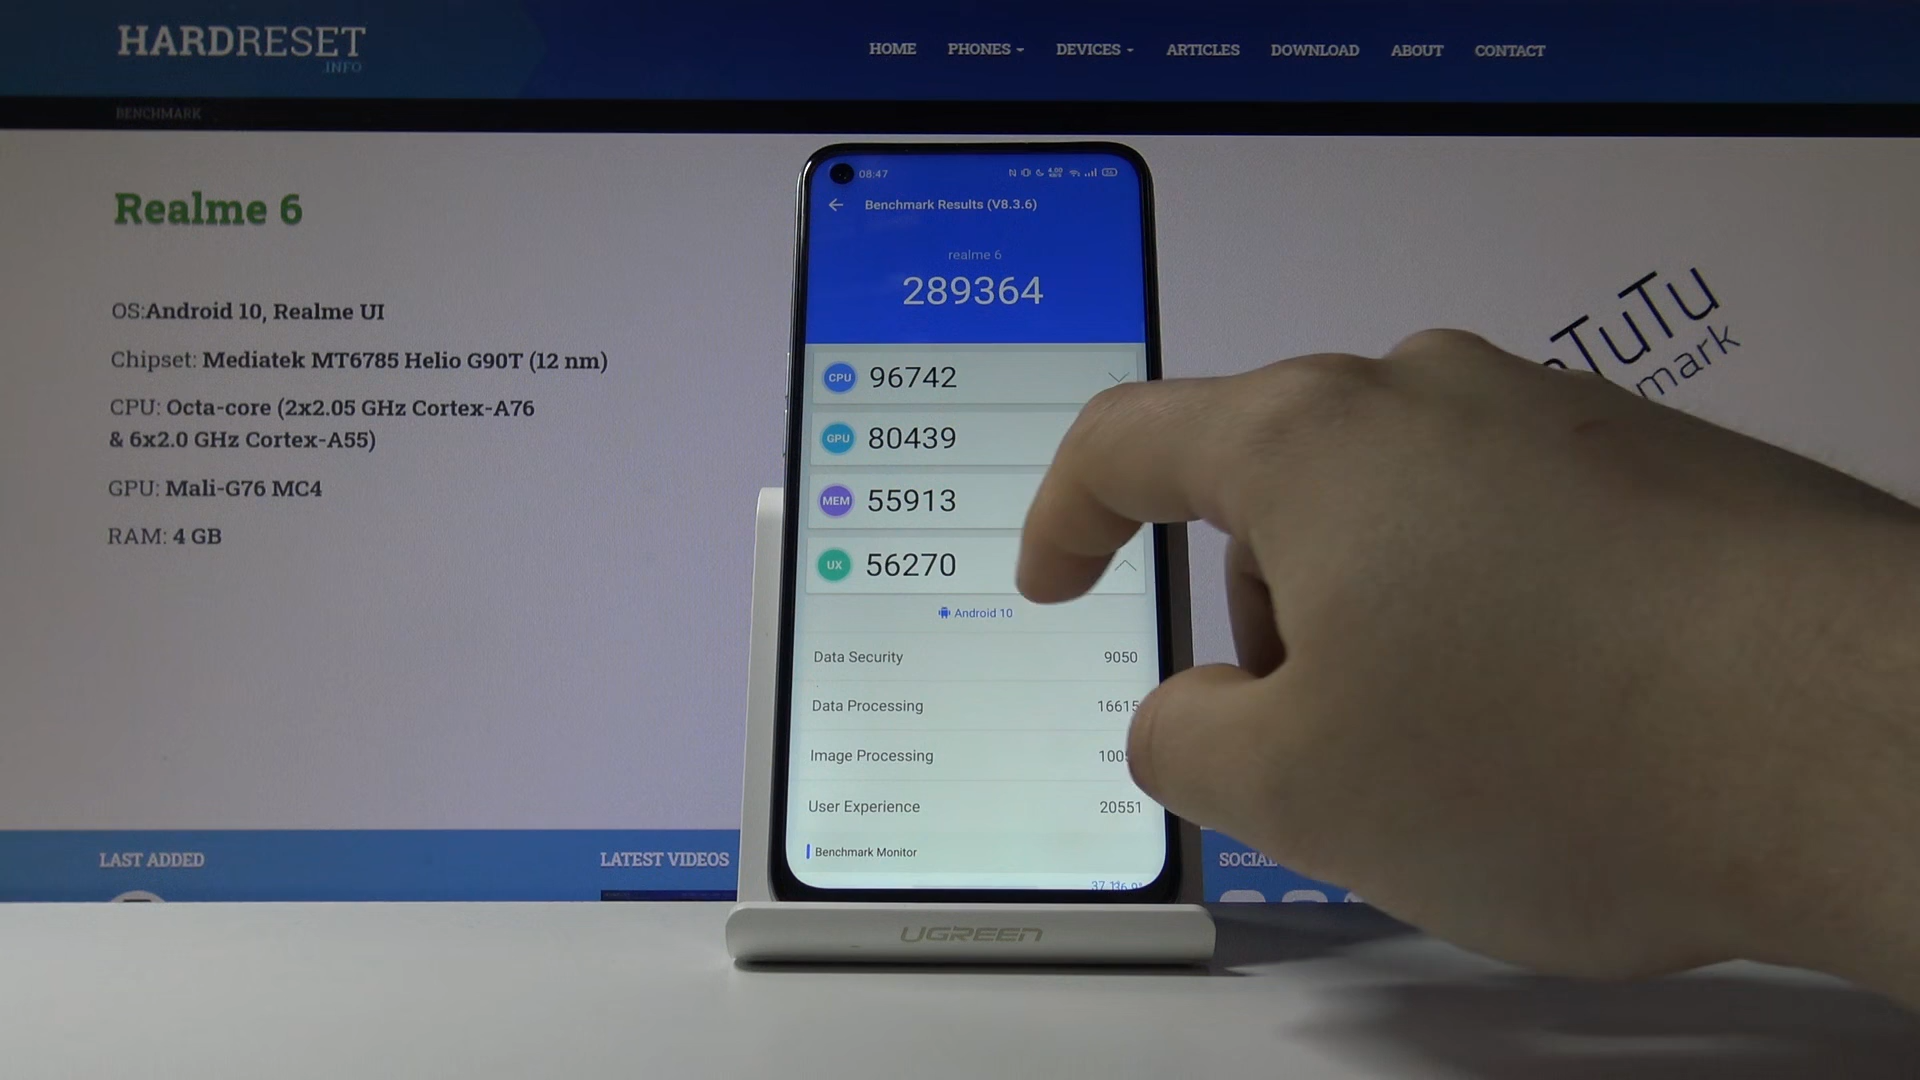 HARDRESET
.INFO
HOME PHONES DEVICES ARTICLES DOWNLOAD ABOUT CONTACT
BENCHMARK
Realme 6
OS:Android 10, Realme UI
Chipset: Mediatek MT6785 Helio G90T (12 nm)
CPU: Octa-core (2x2.05 GHz Cortex-A76
& 6x2.0 GHz Cortex-A55)
GPU: Mali-G76 MC4
RAM: 4 GB
LAST ADDED
LATEST VIDEOS
08:47
Benchmark Results (V8.3.6)
realme 6
289364
CPU 96742
GPU 80439
MEM 55913
UX 56270
Android 10
Data Security 9050
Data Processing 16615
Image Processing
User Experience 20551
Benchmark Monitor
UGREEN
TuTu
mark
SOCIAL